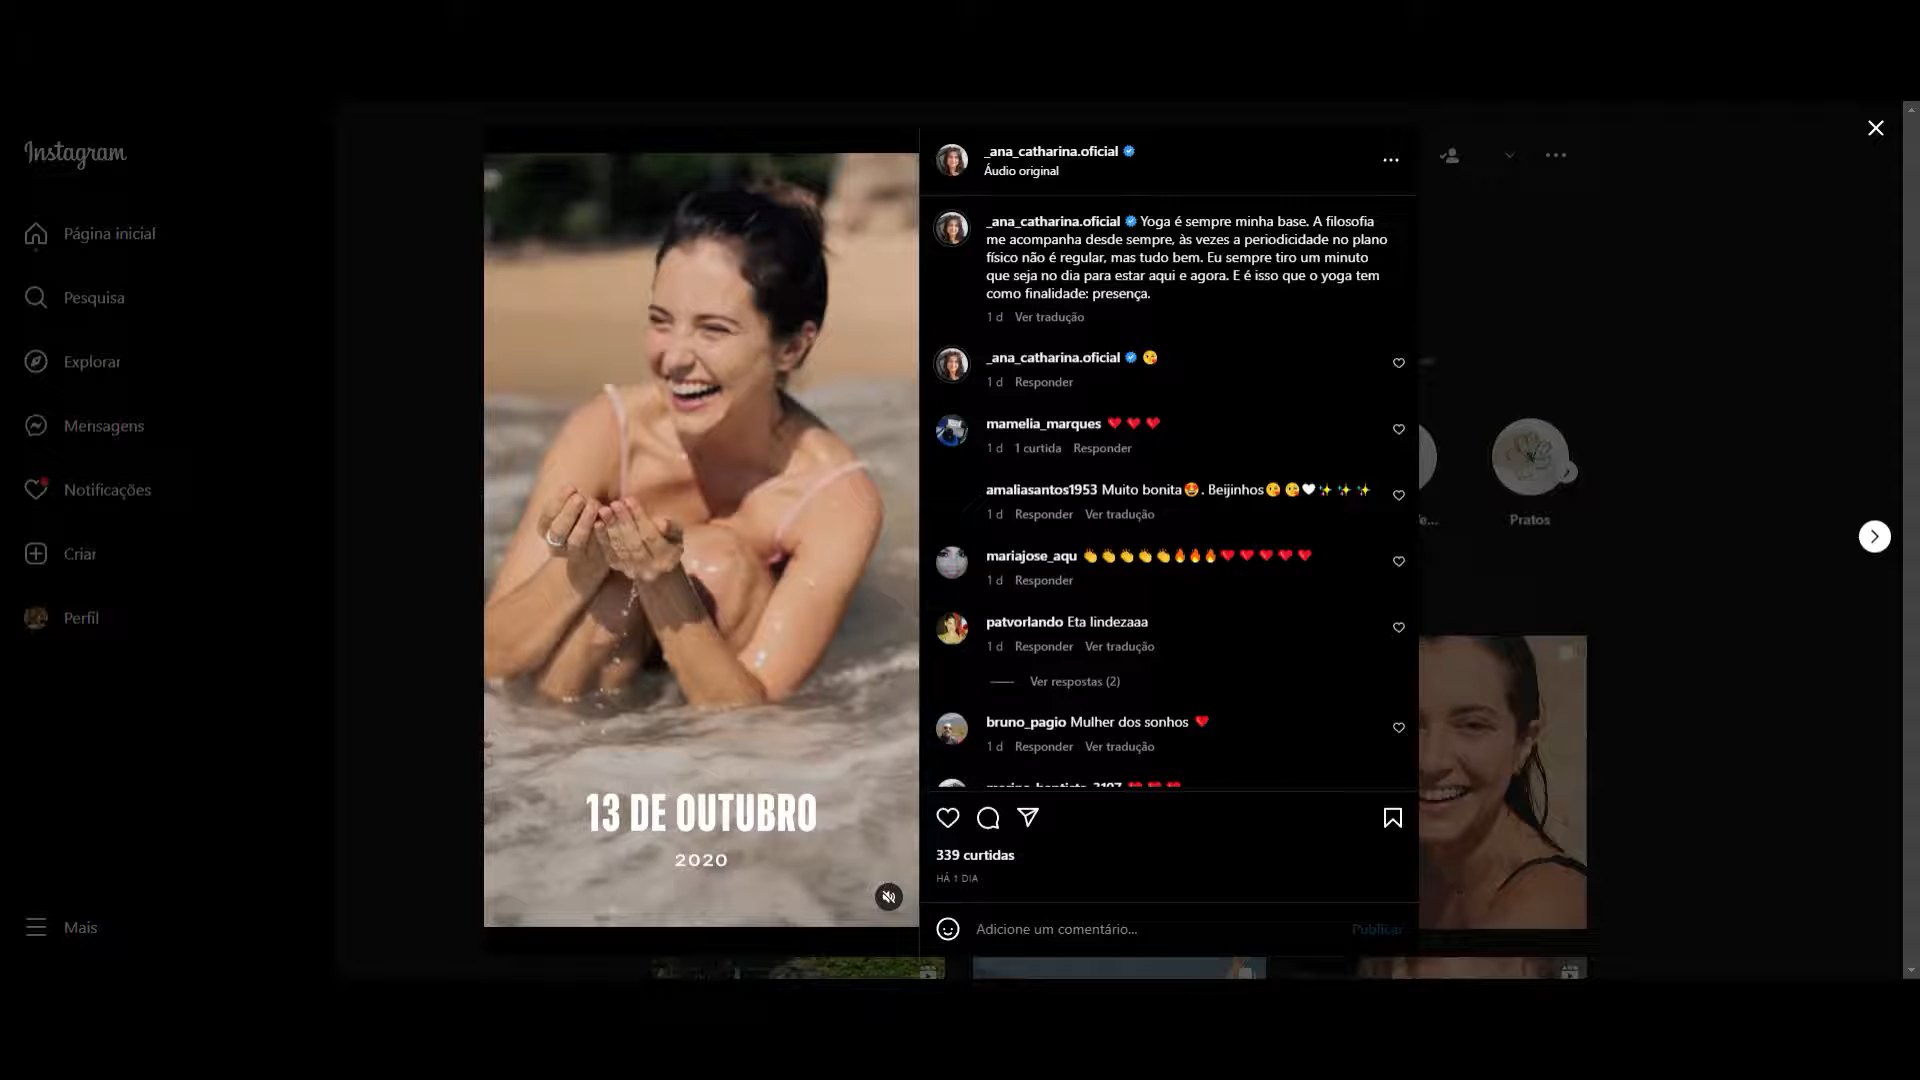 Instagram
Página inicial
Pesquisa
Explorar
Mensagens
Notificações
Criar
Perfil
Mais
13 DE OUTUBRO
2020
_ana_catharina.oficial
Áudio original
_ana_catharina.oficial Yoga é sempre minha base. A filosofia
me acompanha desde sempre, às vezes a periodicidade no plano
físico não é regular, mas tudo bem. Eu sempre tiro um minuto
que seja no dia para estar aqui e agora. E é isso que o yoga tem
como finalidade: presença.
1 d Ver tradução
_ana_catharina.oficial 😘
1 d Responder
mamelia_marques ❤️ ❤️ ❤️
1 d 1 curtida Responder
amaliasantos1953 Muito bonita😍. Beijinhos😘😘🤍✨✨✨
1 d Responder Ver tradução
mariajose_aqu 👏👏👏👏👏🔥🔥🔥❤️❤️❤️❤️❤️
1 d Responder
patvorlando Eta lindezaaa
1 d Responder Ver tradução
Ver respostas (2)
bruno_pagio Mulher dos sonhos ❤️
1 d Responder Ver tradução
339 curtidas
HÁ 1 DIA
Adicione um comentário...
Publicar
Pratos